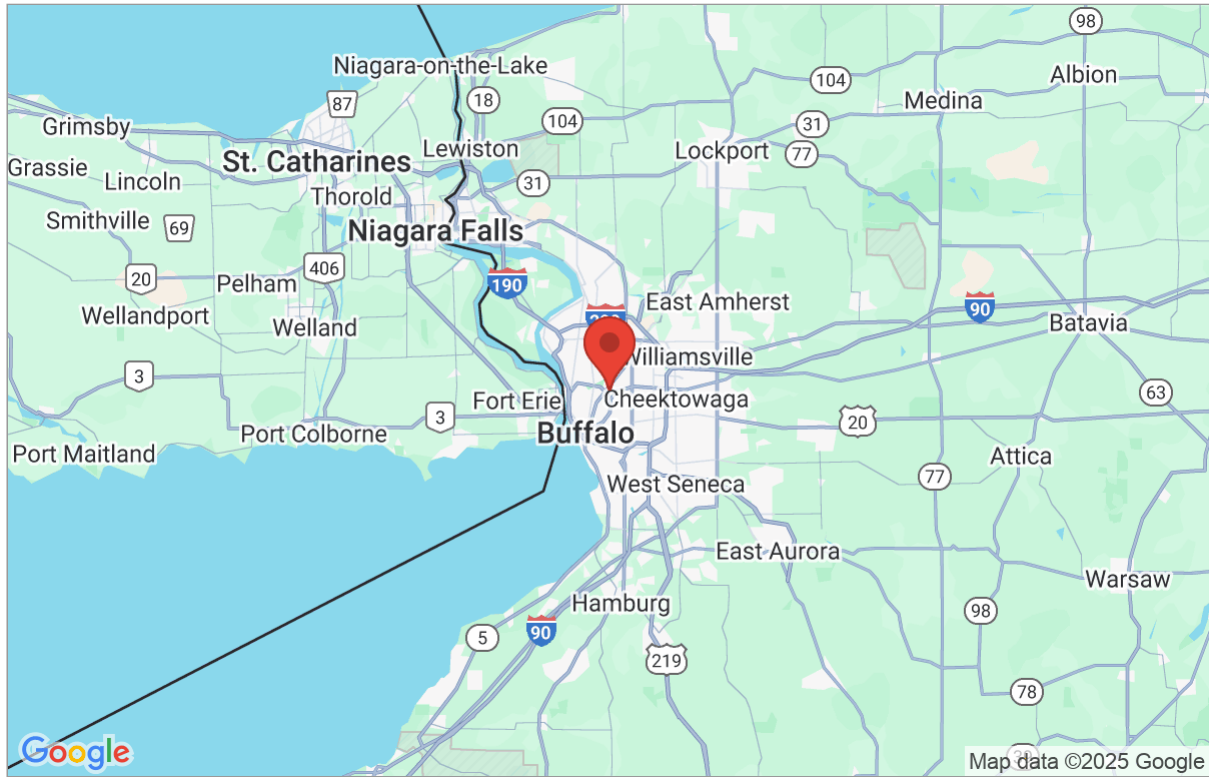 98
Niagara-on-the-Lake
Albion
104
87
18
Medina
Grimsby
104
31
Lewiston
Lockport
77
St. Catharines
Grassie
Lincoln
31
Thorold
Smithville
69
Niagara Falls
406
20
Pelham
190
East Amherst
90
Wellandport
Welland
Batavia
Williamsville
3
63
Fort Erie
Cheektowaga
3
20
Port Colborne
Buffalo
Port Maitland
Attica
77
West Seneca
East Aurora
Warsaw
Hamburg
98
90
5
219
78
Google
Map data ©2025 Google